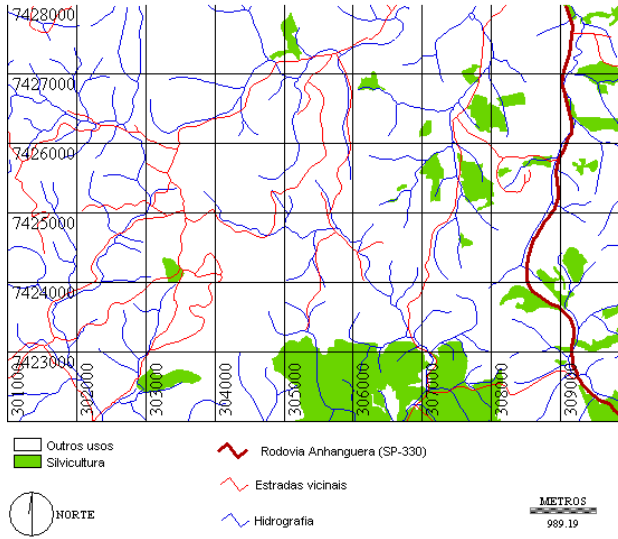 7428000
7427000
7426000
7425000
7424000
7423000
301000
302000
303000
304000
305000
306000
307000
308000
309000
Outros usos
Silvicultura
Rodovia Anhanguera (SP-330)
Estradas vicinais
Hidrografia
NORTE
METROS
989.19